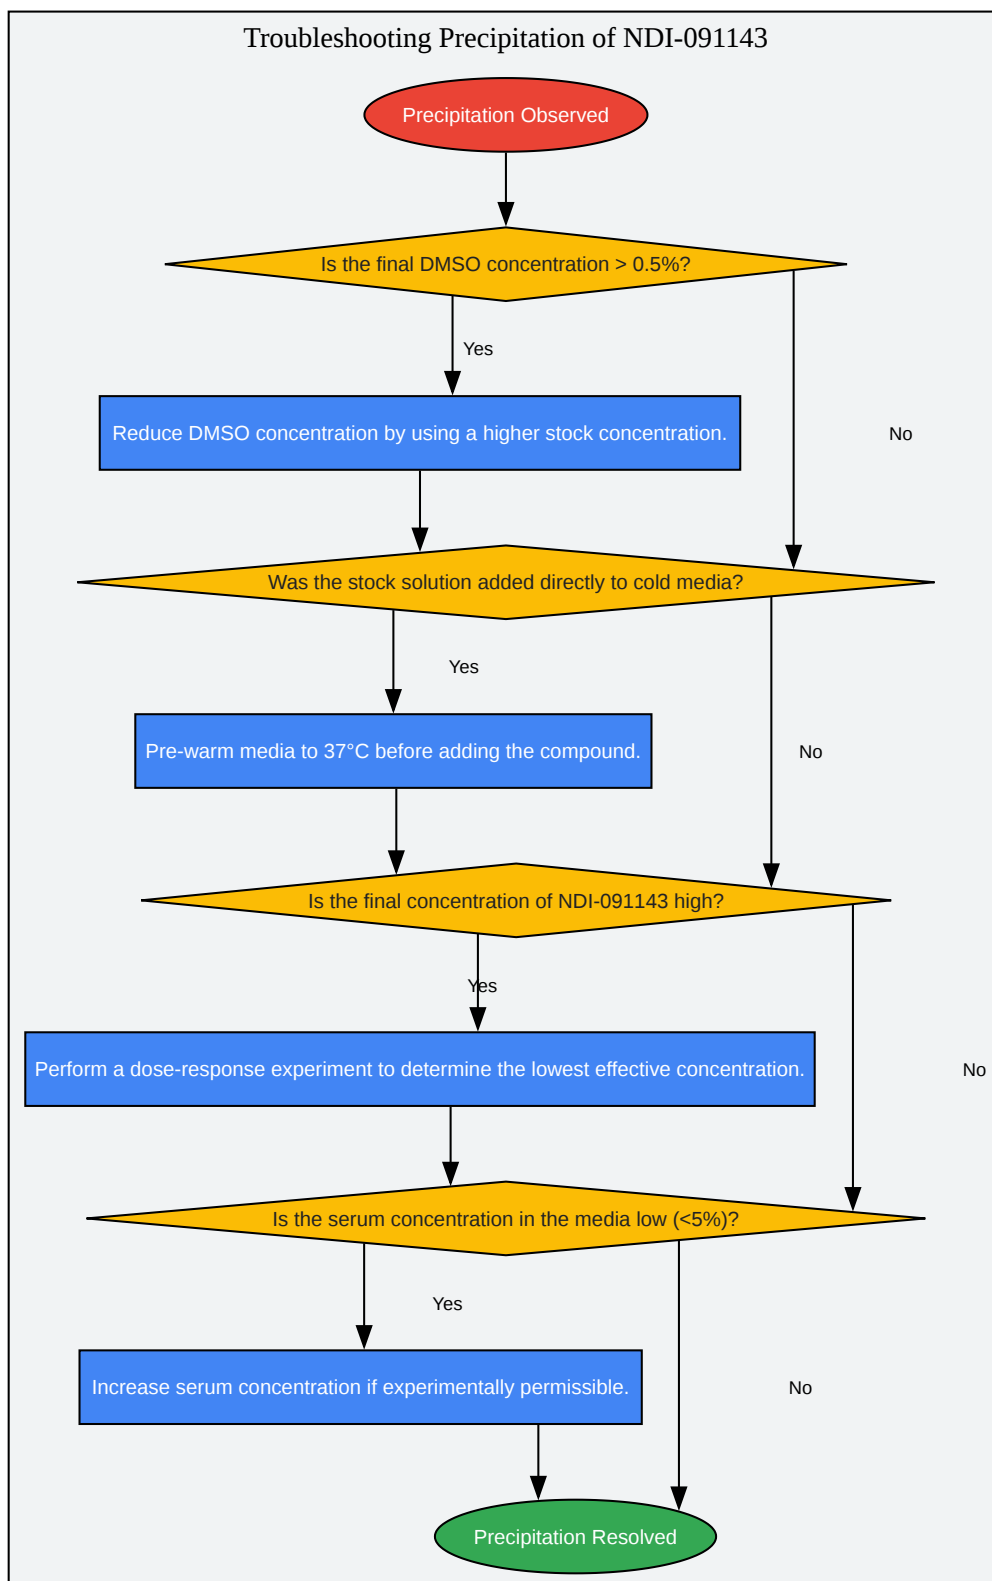 Troubleshooting Precipitation of NDI-091143
Precipitation Observed
Is the final DMSO concentration > 0.5%?
Yes
Reduce DMSO concentration by using a higher stock concentration.
No
Was the stock solution added directly to cold media?
Yes
Pre-warm media to 37°C before adding the compound.
No
Is the final concentration of NDI-091143 high?
Yes
Perform a dose-response experiment to determine the lowest effective concentration.
No
Is the serum concentration in the media low (<5%)?
Yes
Increase serum concentration if experimentally permissible.
No
Precipitation Resolved